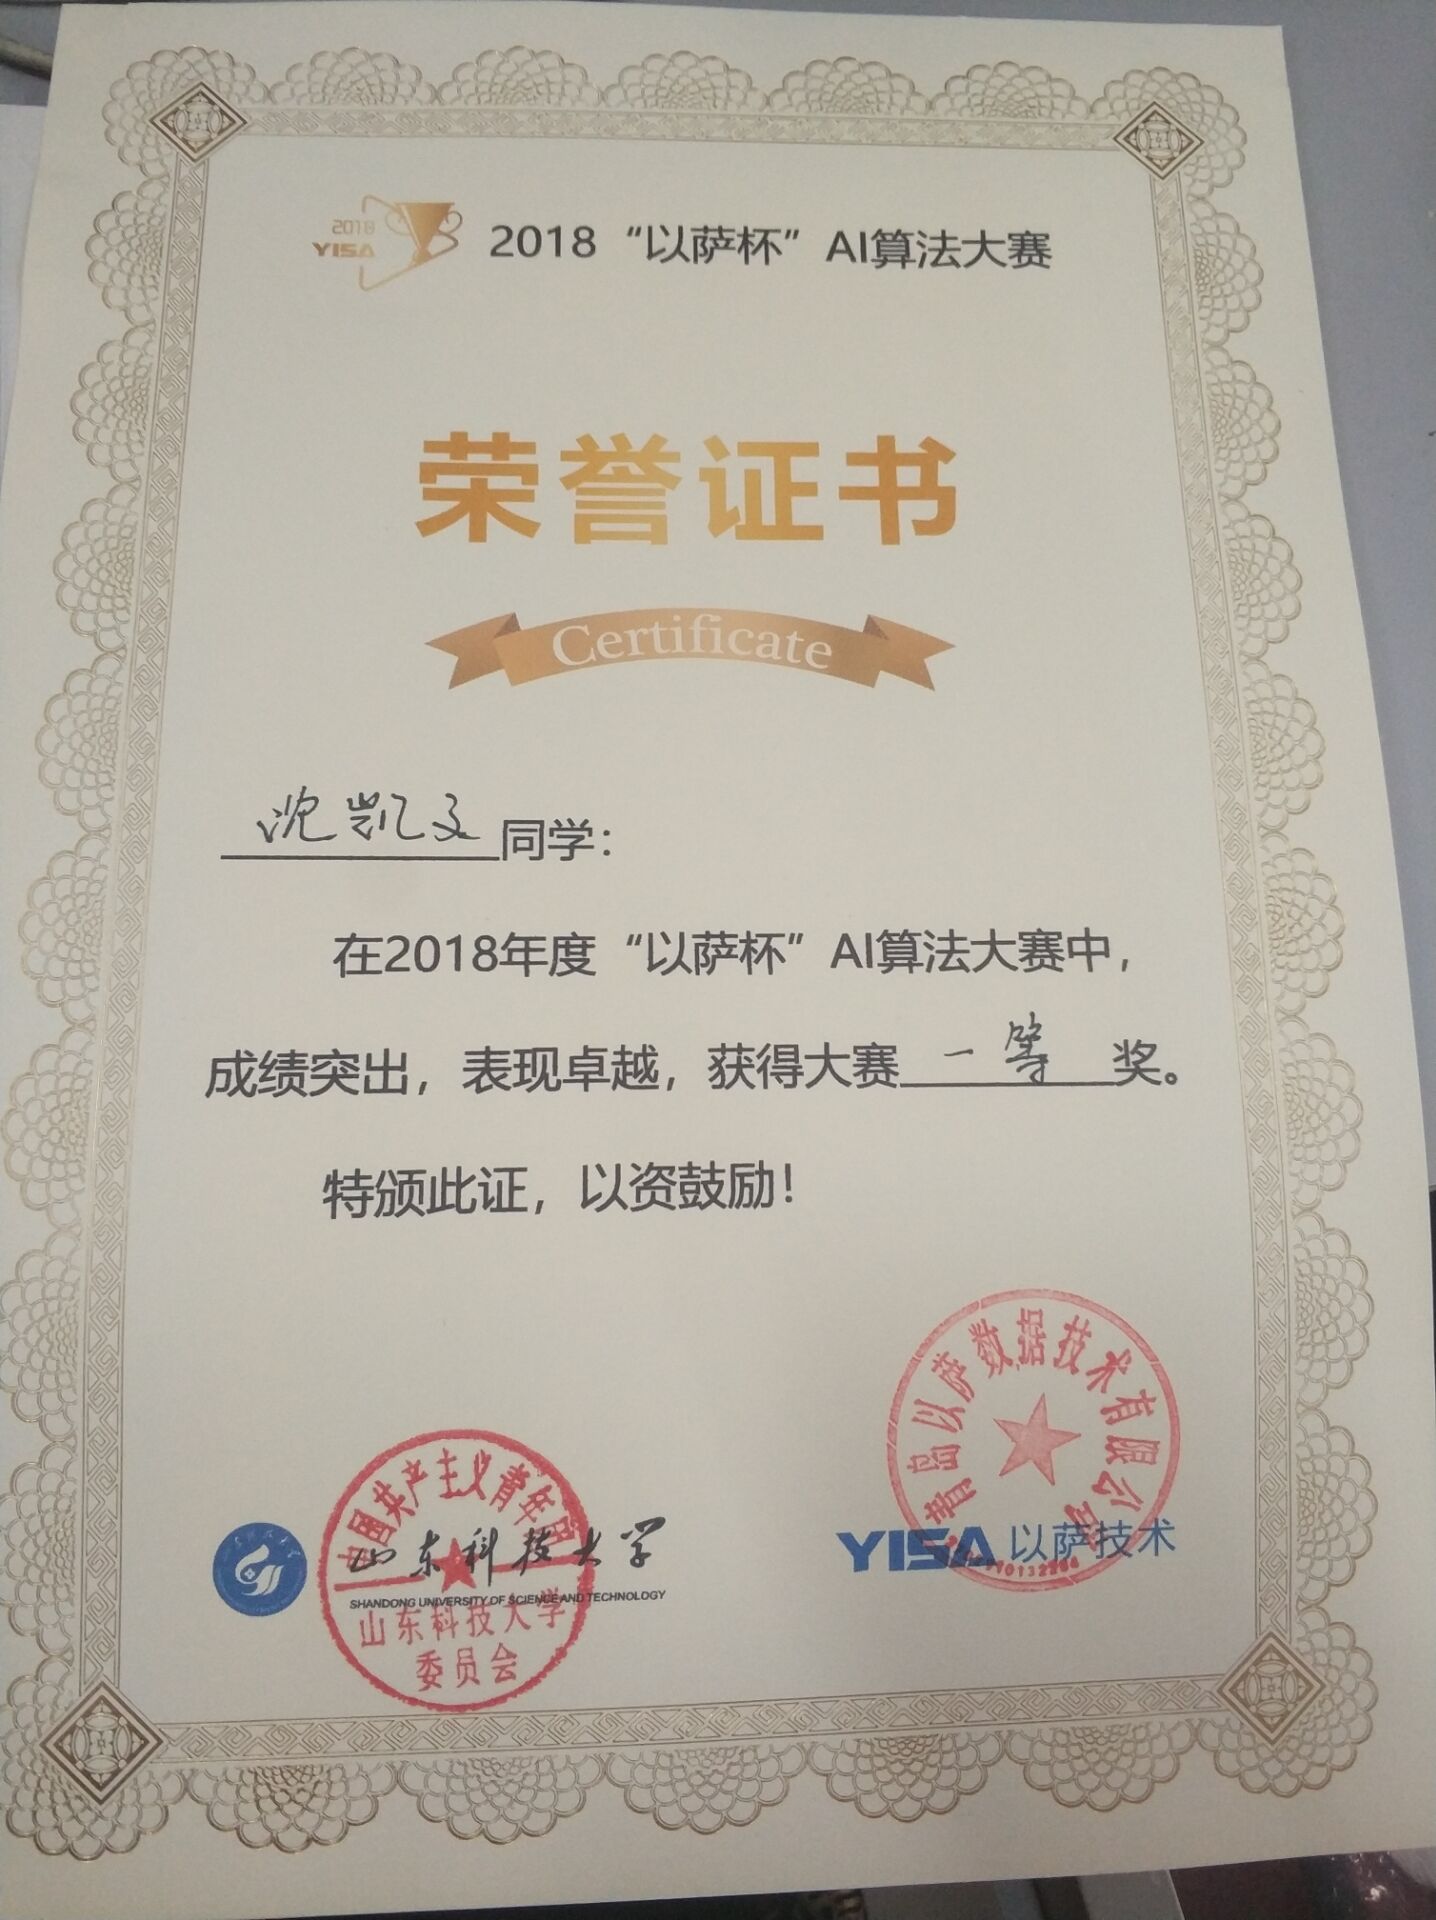 2018
YISA
2018“以萨杯”AI算法大赛
荣誉证书
Certificate
沈凯文同学：
在2018年度“以萨杯”AI算法大赛中，
成绩突出，表现卓越，获得大赛一等奖。
特颁此证，以资鼓励！
青岛以萨数据技术有限公司
YISA 以萨技术
中国共产主义青年团
山东科技大学
SHANDONG UNIVERSITY OF SCIENCE AND TECHNOLOGY
山东科技大学
委员会